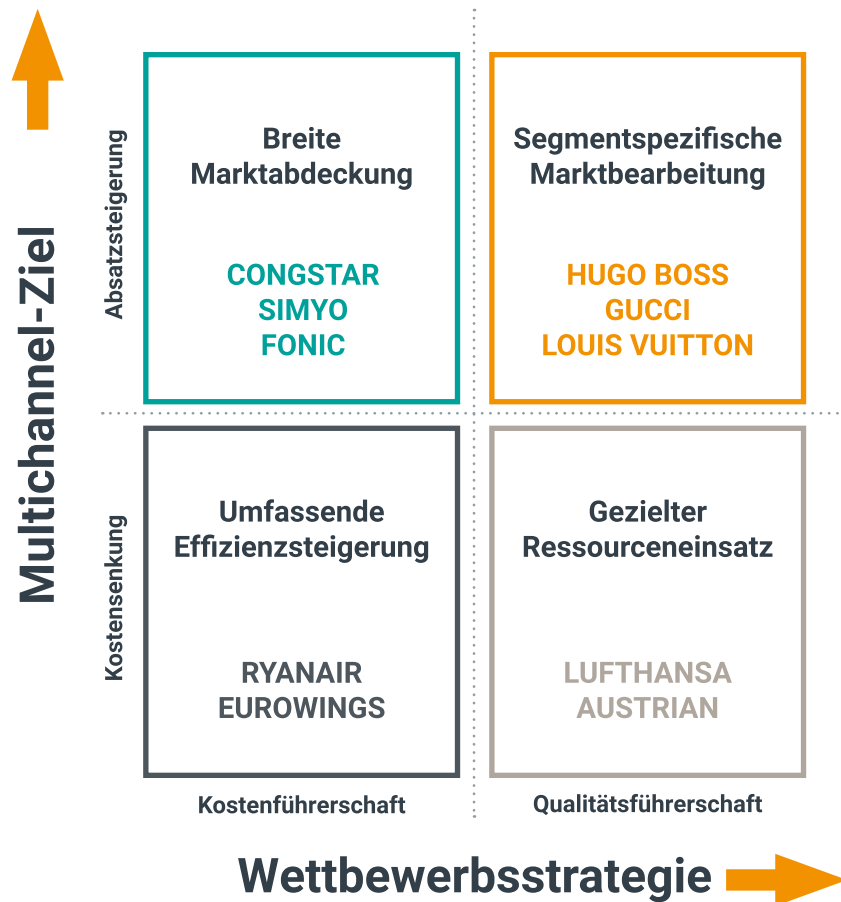 Multichannel-Ziel
Absatzsteigerung
Breite
Marktabdeckung
CONGSTAR
SIMYO
FONIC
Segmentspezifische
Marktbearbeitung
HUGO BOSS
GUCCI
LOUIS VUITTON
Kostensenkung
Umfassende
Effizienzsteigerung
RYANAIR
EUROWINGS
Gezielter
Ressourceneinsatz
LUFTHANSA
AUSTRIAN
Kostenführerschaft
Qualitätsführerschaft
Wettbewerbsstrategie